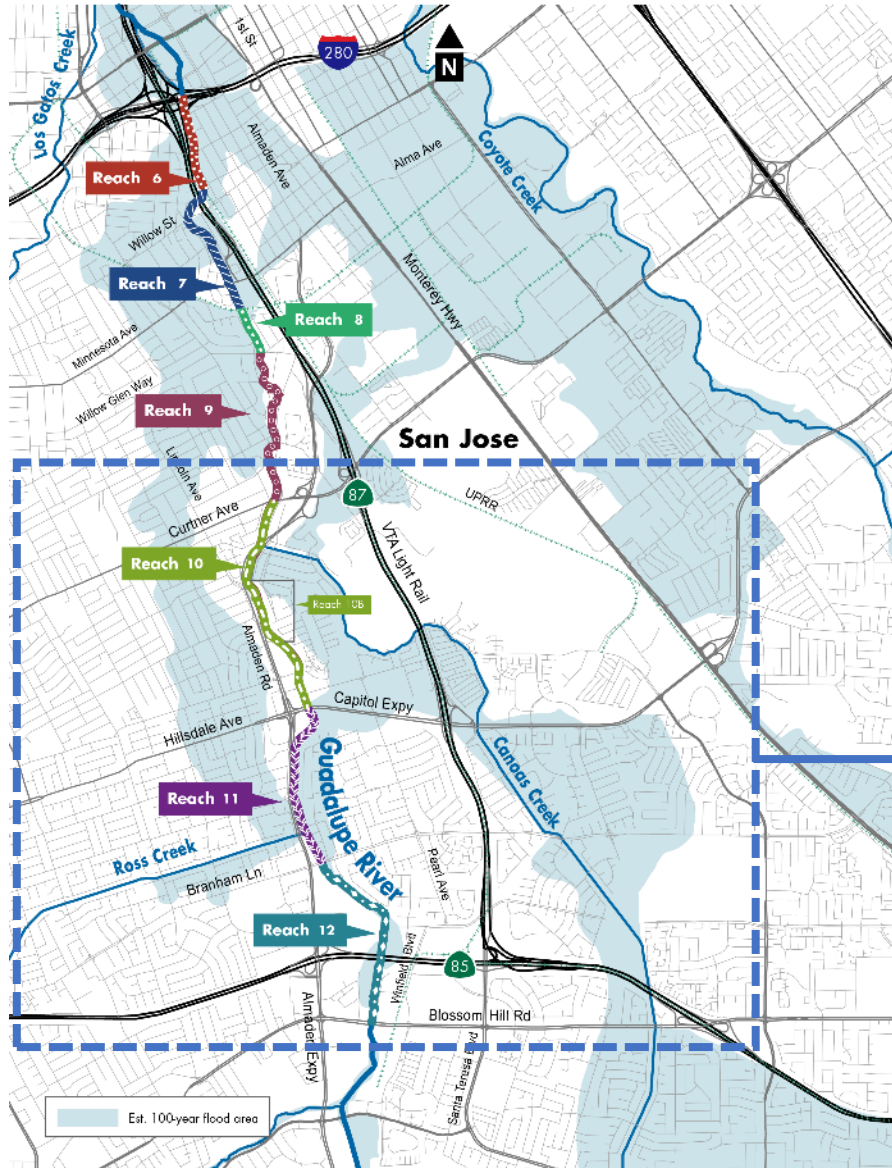 1st St
280
N
Los Gatos Creek
Almaden Ave
Alma Ave
Coyote Creek
Reach 6
Willow St
Monterey Hwy
Reach 7
Reach 8
Minnesota Ave
Willow Glen Way
Reach 9
San Jose
Lincoln Ave
87
UPRR
Curtner Ave
VTA Light Rail
Reach 10
Reach 10B
Almaden Rd
Capitol Expy
Hillsdale Ave
Guadalupe River
Canoas Creek
Reach 11
Ross Creek
Branham Ln
Pearl Ave
Reach 12
Winfield Blvd
85
Blossom Hill Rd
Almaden Expy
Santa Teresa Blvd
Est. 100-year flood area